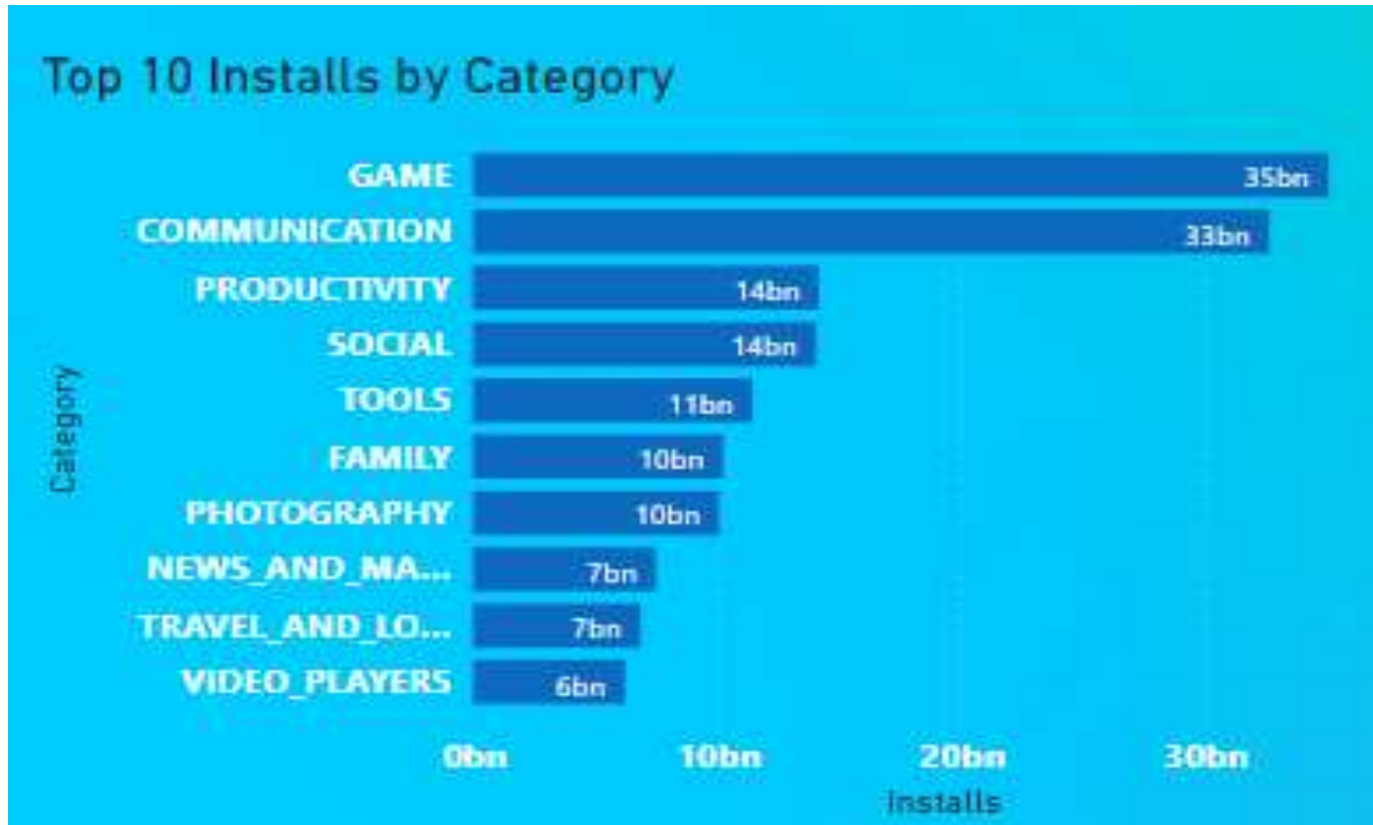 Top 10 Installs by Category
Category
GAME 35bn
COMMUNICATION 33bn
PRODUCTIVITY 14bn
SOCIAL 14bn
TOOLS 11bn
FAMILY 10bn
PHOTOGRAPHY 10bn
NEWS_AND_MA... 7bn
TRAVEL_AND_LO... 7bn
VIDEO_PLAYERS 6bn
0bn 10bn 20bn 30bn
Installs